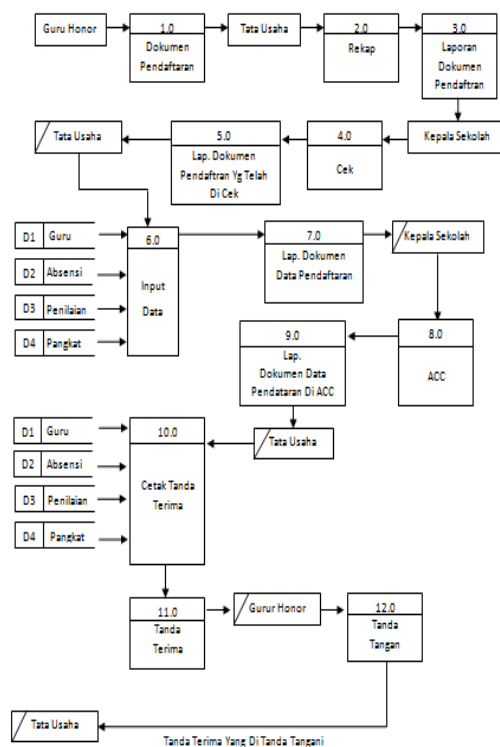 Guru Honor
1.0
Dokumen
Pendaftaran
Tata Usaha
2.0
Rekap
3.0
Laporan
Dokumen
Pendaftran
Tata Usaha
5.0
Lap. Dokumen
Pendaftran Yg Telah
Di Cek
4.0
Cek
Kepala Sekolah
D1 Guru
D2 Absensi
D3 Penilaian
D4 Pangkat
6.0
Input
Data
7.0
Lap. Dokumen
Data Pendaftaran
Kepala Sekolah
9.0
Lap.
Dokumen Data
Pendataran Di ACC
8.0
ACC
Tata Usaha
D1 Guru
D2 Absensi
D3 Penilaian
D4 Pangkat
10.0
Cetak Tanda
Terima
11.0
Tanda
Terima
Gurur Honor
12.0
Tanda
Tangan
Tata Usaha
Tanda Terima Yang Di Tanda Tangani